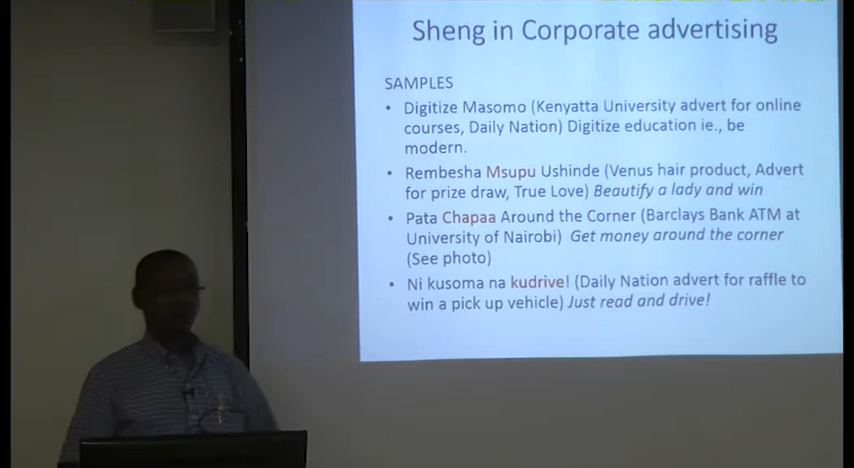 Sheng in Corporate advertising
SAMPLES
• Digitize Masomo (Kenyatta University advert for online
courses, Daily Nation) Digitize education ie., be
modern.
• Rembesha Msupu Ushinde (Venus hair product, Advert
for prize draw, True Love) Beautify a lady and win
• Pata Chapaa Around the Corner (Barclays Bank ATM at
University of Nairobi) Get money around the corner
(See photo)
• Ni kusoma na kudrive! (Daily Nation advert for raffle to
win a pick up vehicle) Just read and drive!